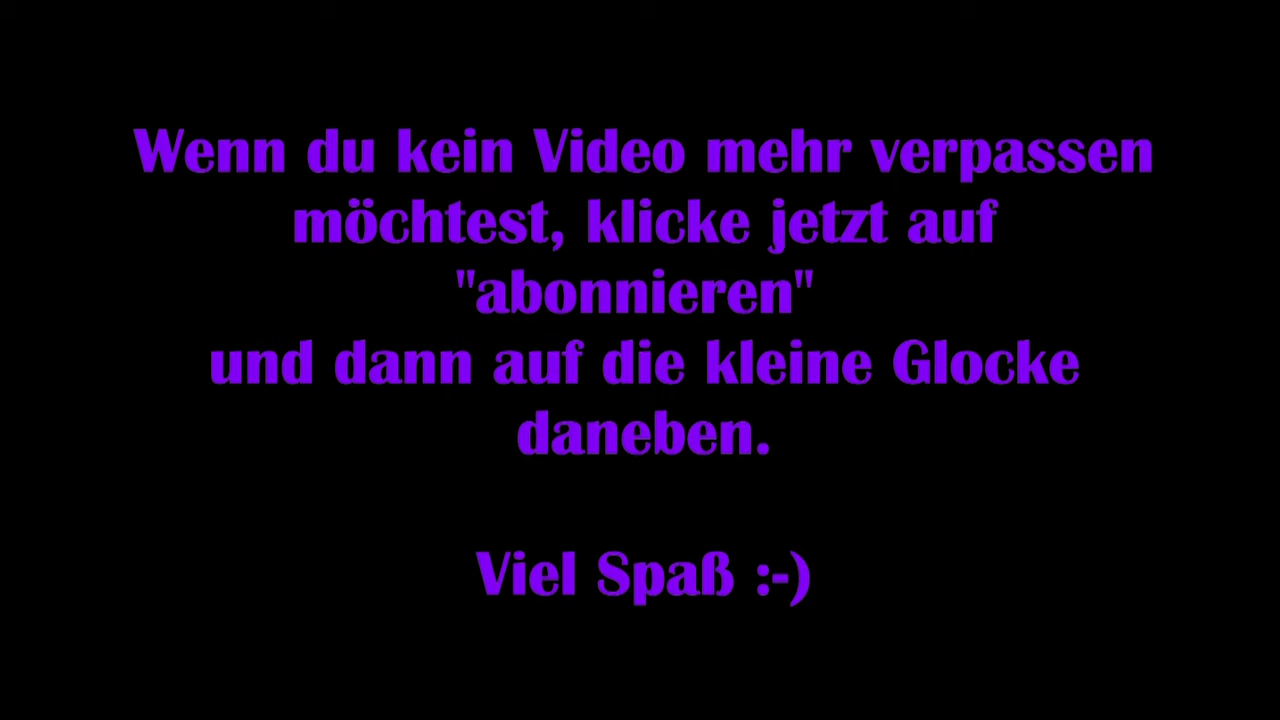 Wenn du kein Video mehr verpassen
möchtest, klicke jetzt auf
"abonnieren"
und dann auf die kleine Glocke
daneben.
Viel Spaß :-)